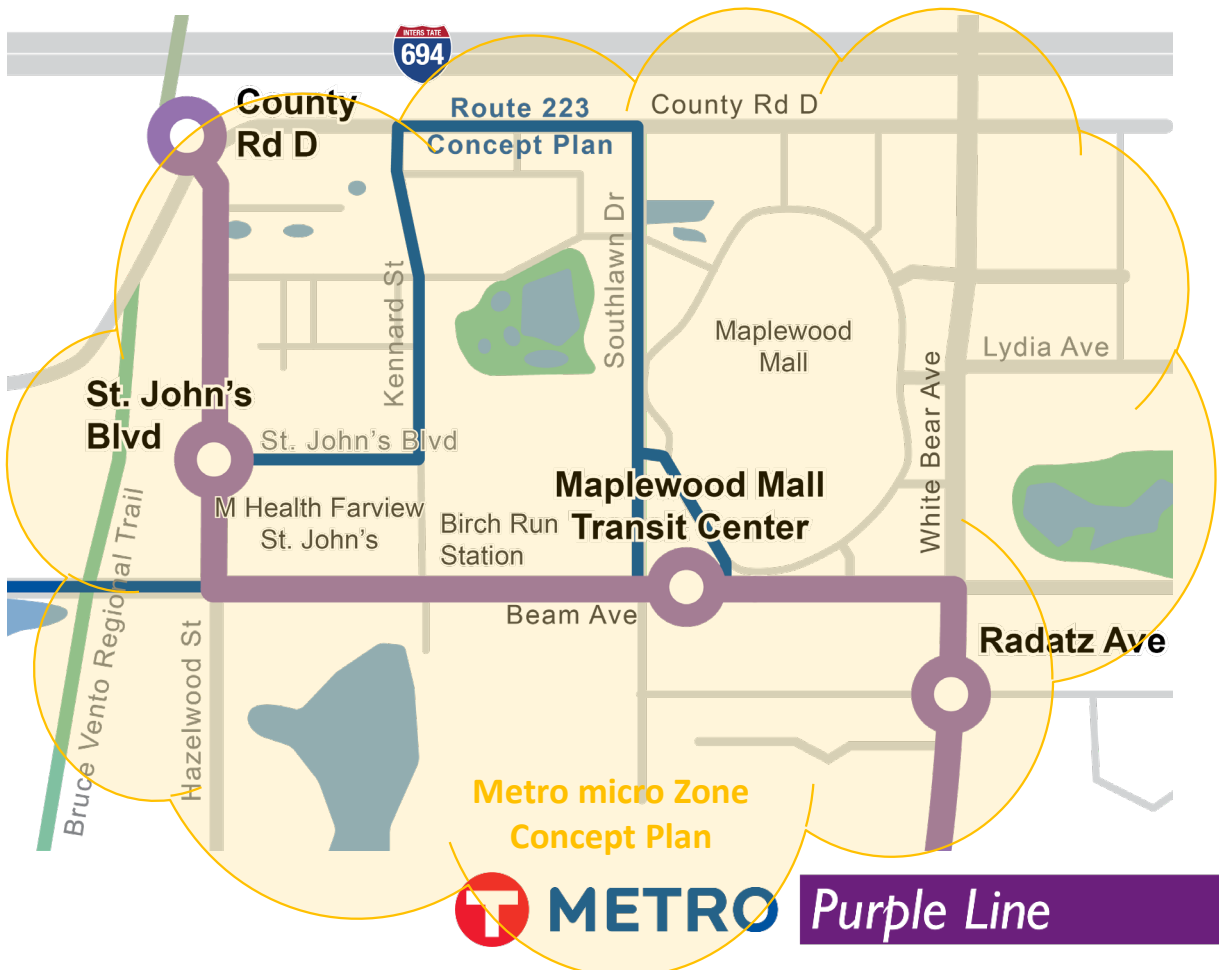 INTERSTATE
694
County
Rd D
Route 223
Concept Plan
County Rd D
Southlawn Dr
Kennard St
Maplewood
Mall
Lydia Ave
White Bear Ave
St. John's
Blvd
St. John's Blvd
M Health Farview
St. John's
Birch Run
Station
Maplewood Mall
Transit Center
Beam Ave
Radatz Ave
Bruce Vento Regional Trail
Hazelwood St
Metro micro Zone
Concept Plan
T METRO
Purple Line